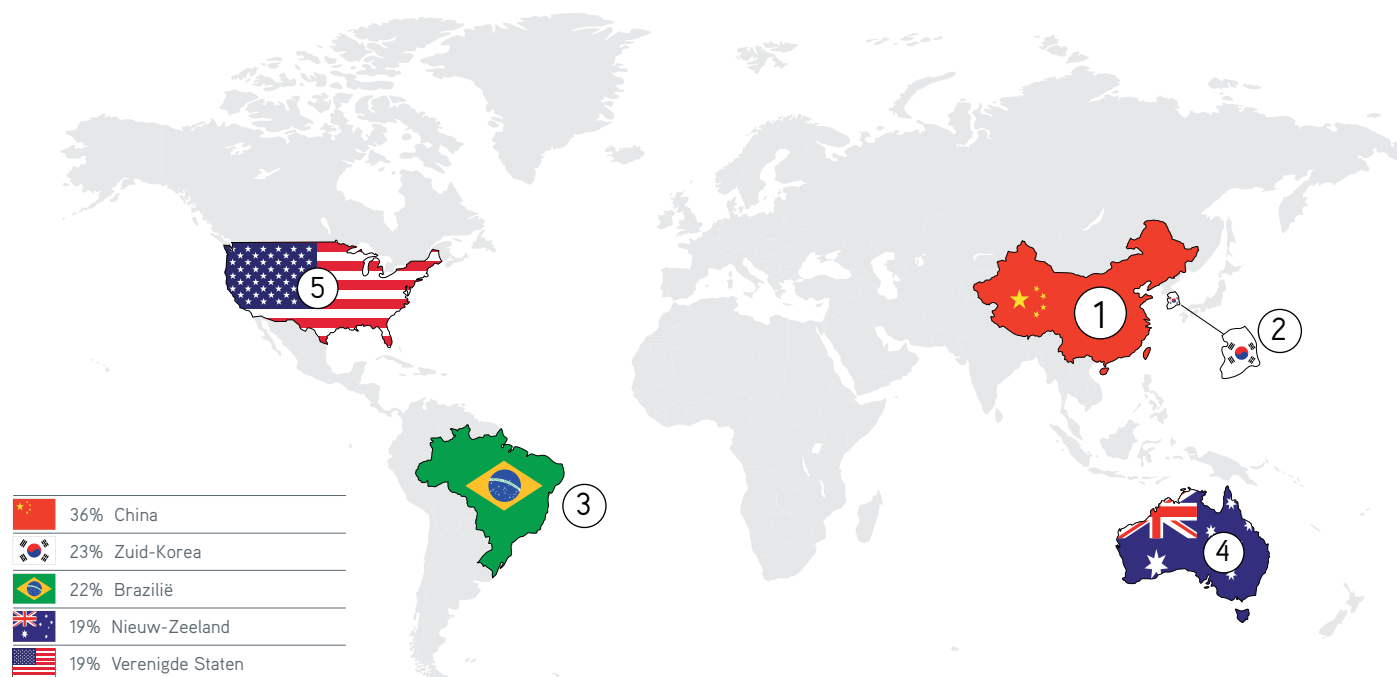 5
1
2
3
4
36% China
23% Zuid-Korea
22% Brazilië
19% Nieuw-Zeeland
19% Verenigde Staten